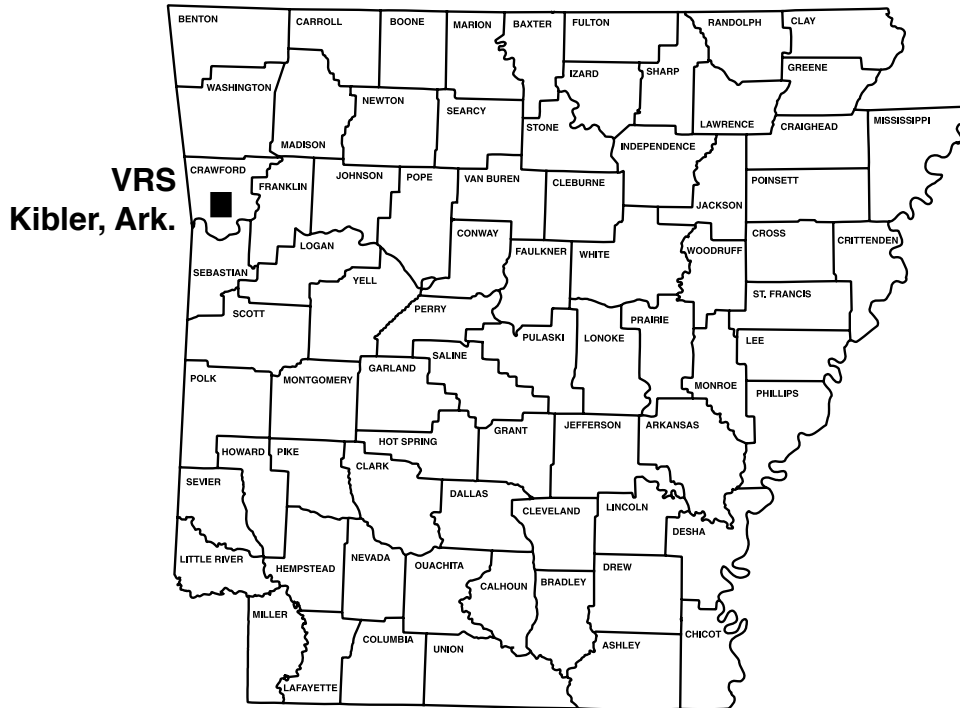 BENTON
CARROLL
BOONE
MARION
BAXTER
FULTON
RANDOLPH
CLAY
WASHINGTON
NEWTON
SEARCY
IZARD
SHARP
GREENE
STONE
LAWRENCE
CRAIGHEAD
MISSISSIPPI
MADISON
INDEPENDENCE
VRS
Kibler, Ark.
CRAWFORD
FRANKLIN
JOHNSON
POPE
VAN BUREN
CLEBURNE
POINSETT
JACKSON
LOGAN
CONWAY
FAULKNER
WHITE
WOODRUFF
CROSS
CRITTENDEN
SEBASTIAN
YELL
ST. FRANCIS
SCOTT
PERRY
PULASKI
LONOKE
PRAIRIE
LEE
POLK
MONTGOMERY
GARLAND
SALINE
MONROE
PHILLIPS
HOT SPRING
GRANT
JEFFERSON
ARKANSAS
HOWARD
PIKE
CLARK
SEVIER
DALLAS
CLEVELAND
LINCOLN
DESHA
LITTLE RIVER
HEMPSTEAD
NEVADA
OUACHITA
CALHOUN
BRADLEY
DREW
MILLER
COLUMBIA
UNION
ASHLEY
CHICOT
LAFAYETTE